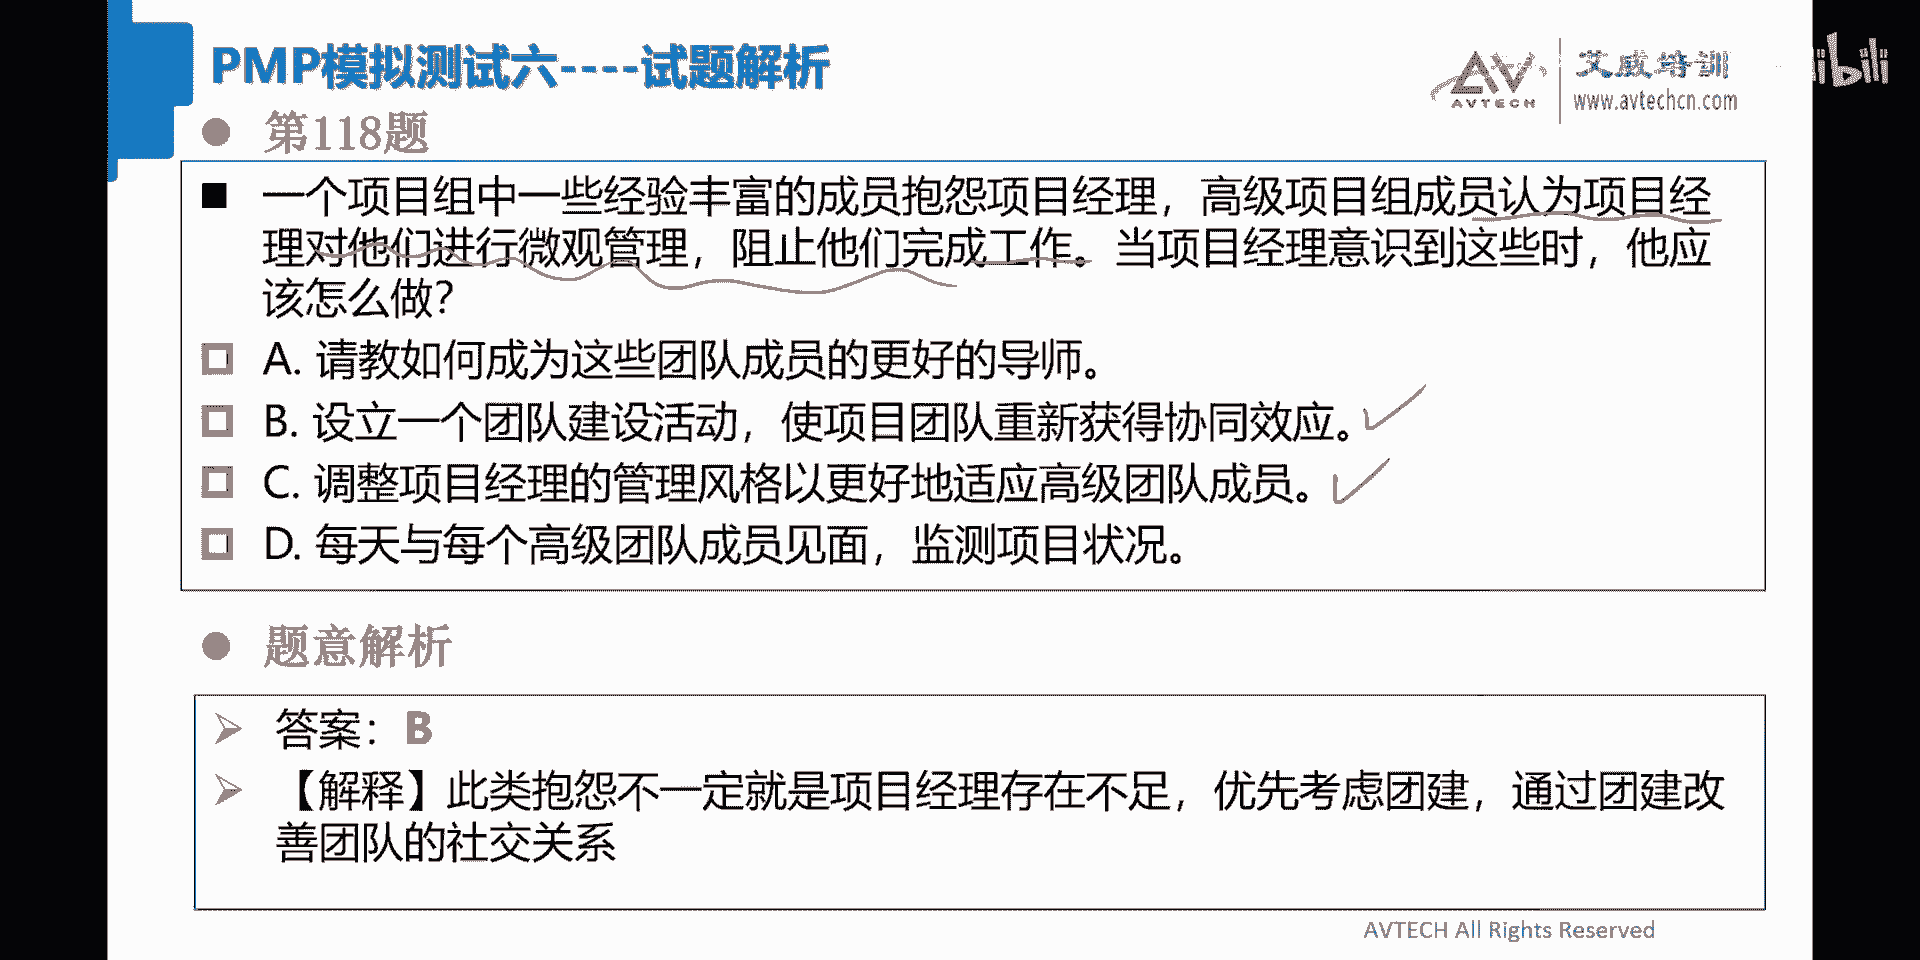 PMP模拟测试六----试题解析
艾威培训
AVTECH
www.avtechcn.com
第118题
一个项目组中一些经验丰富的成员抱怨项目经理，高级项目组成员认为项目经
理对他们进行微观管理，阻止他们完成工作。当项目经理意识到这些时，他应
该怎么做？
A. 请教如何成为这些团队成员的更好的导师。
B. 设立一个团队建设活动，使项目团队重新获得协同效应。
C. 调整项目经理的管理风格以更好地适应高级团队成员。
D. 每天与每个高级团队成员见面，监测项目状况。
题意解析
答案：B
【解释】此类抱怨不一定就是项目经理存在不足，优先考虑团建，通过团建改
善团队的社交关系
AVTECH All Rights Reserved